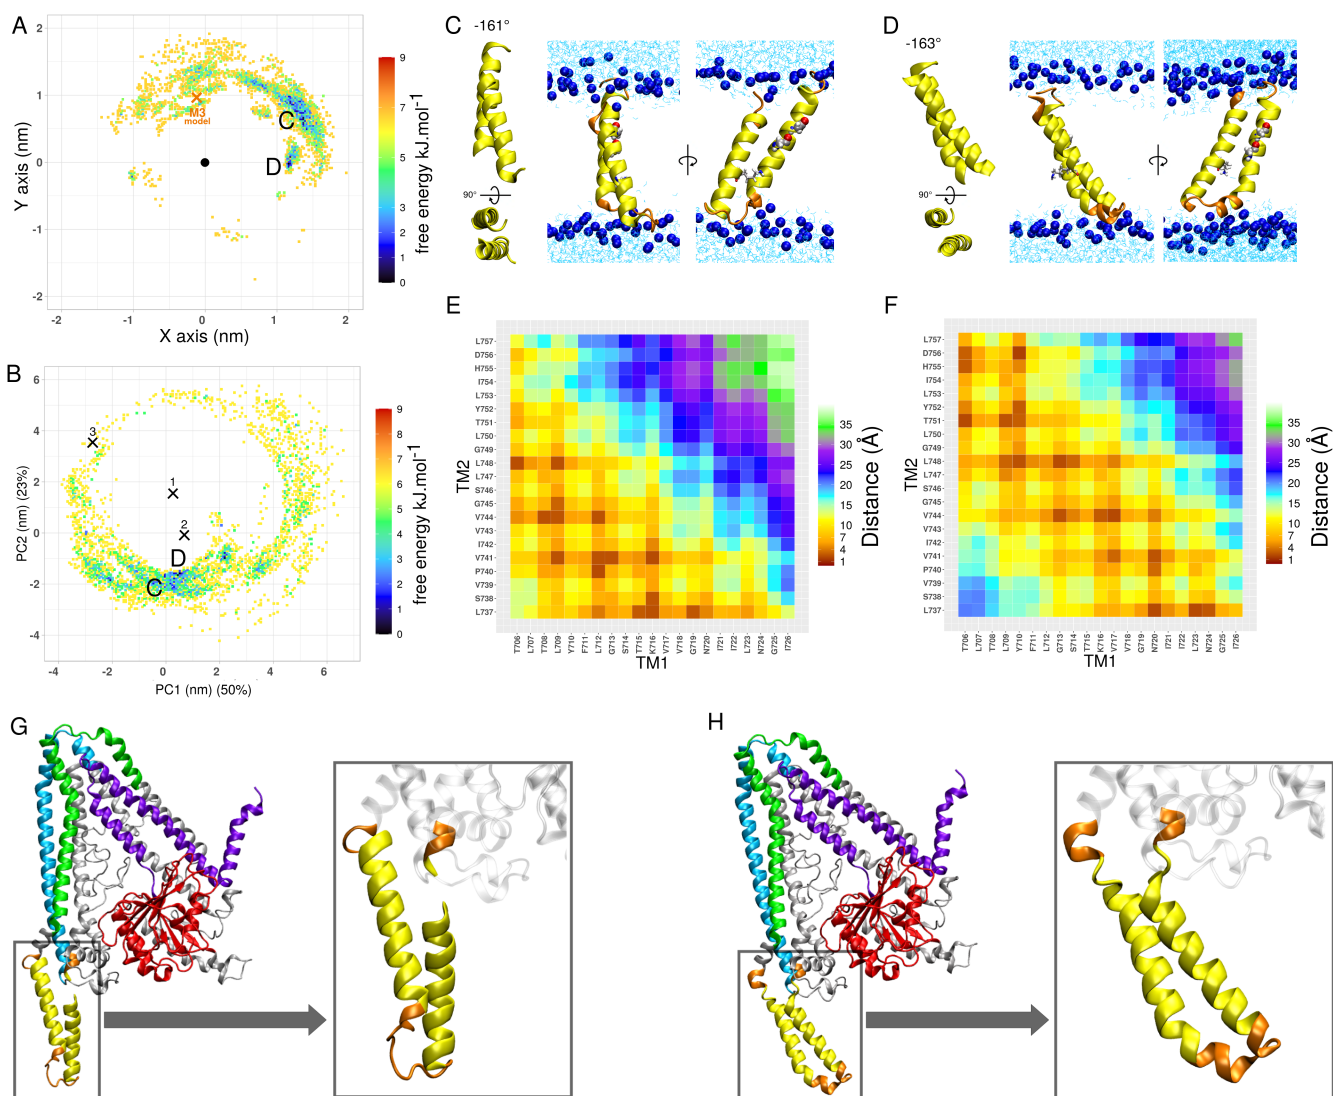 A
2
1
0
-1
-2
Y axis (nm)
-2
-1
0
1
2
X axis (nm)
M3
model
C
D
9
8
7
6
5
4
3
2
1
0
free energy kJ.mol-1
B
6
4
2
0
-2
-4
PC2 (nm) (23%)
-4
-2
0
2
4
6
PC1 (nm) (50%)
3
1
2
D
C
9
8
7
6
5
4
3
2
1
0
free energy kJ.mol-1
C
-161°
90°
D
-163°
90°
E
TM2
L757
D756
H755
I754
L753
Y752
T751
L750
G749
L748
L747
S746
G745
V744
V743
I742
V741
P740
V739
S738
L737
T706
L707
T708
L709
V710
F711
L712
G713
S714
T715
K716
V717
V718
G719
N720
I721
I722
L723
N724
G725
I726
TM1
35
30
25
20
15
10
7
4
1
Distance (Å)
F
TM2
L757
D756
H755
I754
L753
Y752
T751
L750
G749
L748
L747
S746
G745
V744
V743
I742
V741
P740
V739
S738
L737
T706
L707
T708
L709
V710
F711
L712
G713
S714
T715
K716
V717
V718
G719
N720
I721
I722
L723
N724
G725
I726
TM1
35
30
25
20
15
10
7
4
1
Distance (Å)
G
H